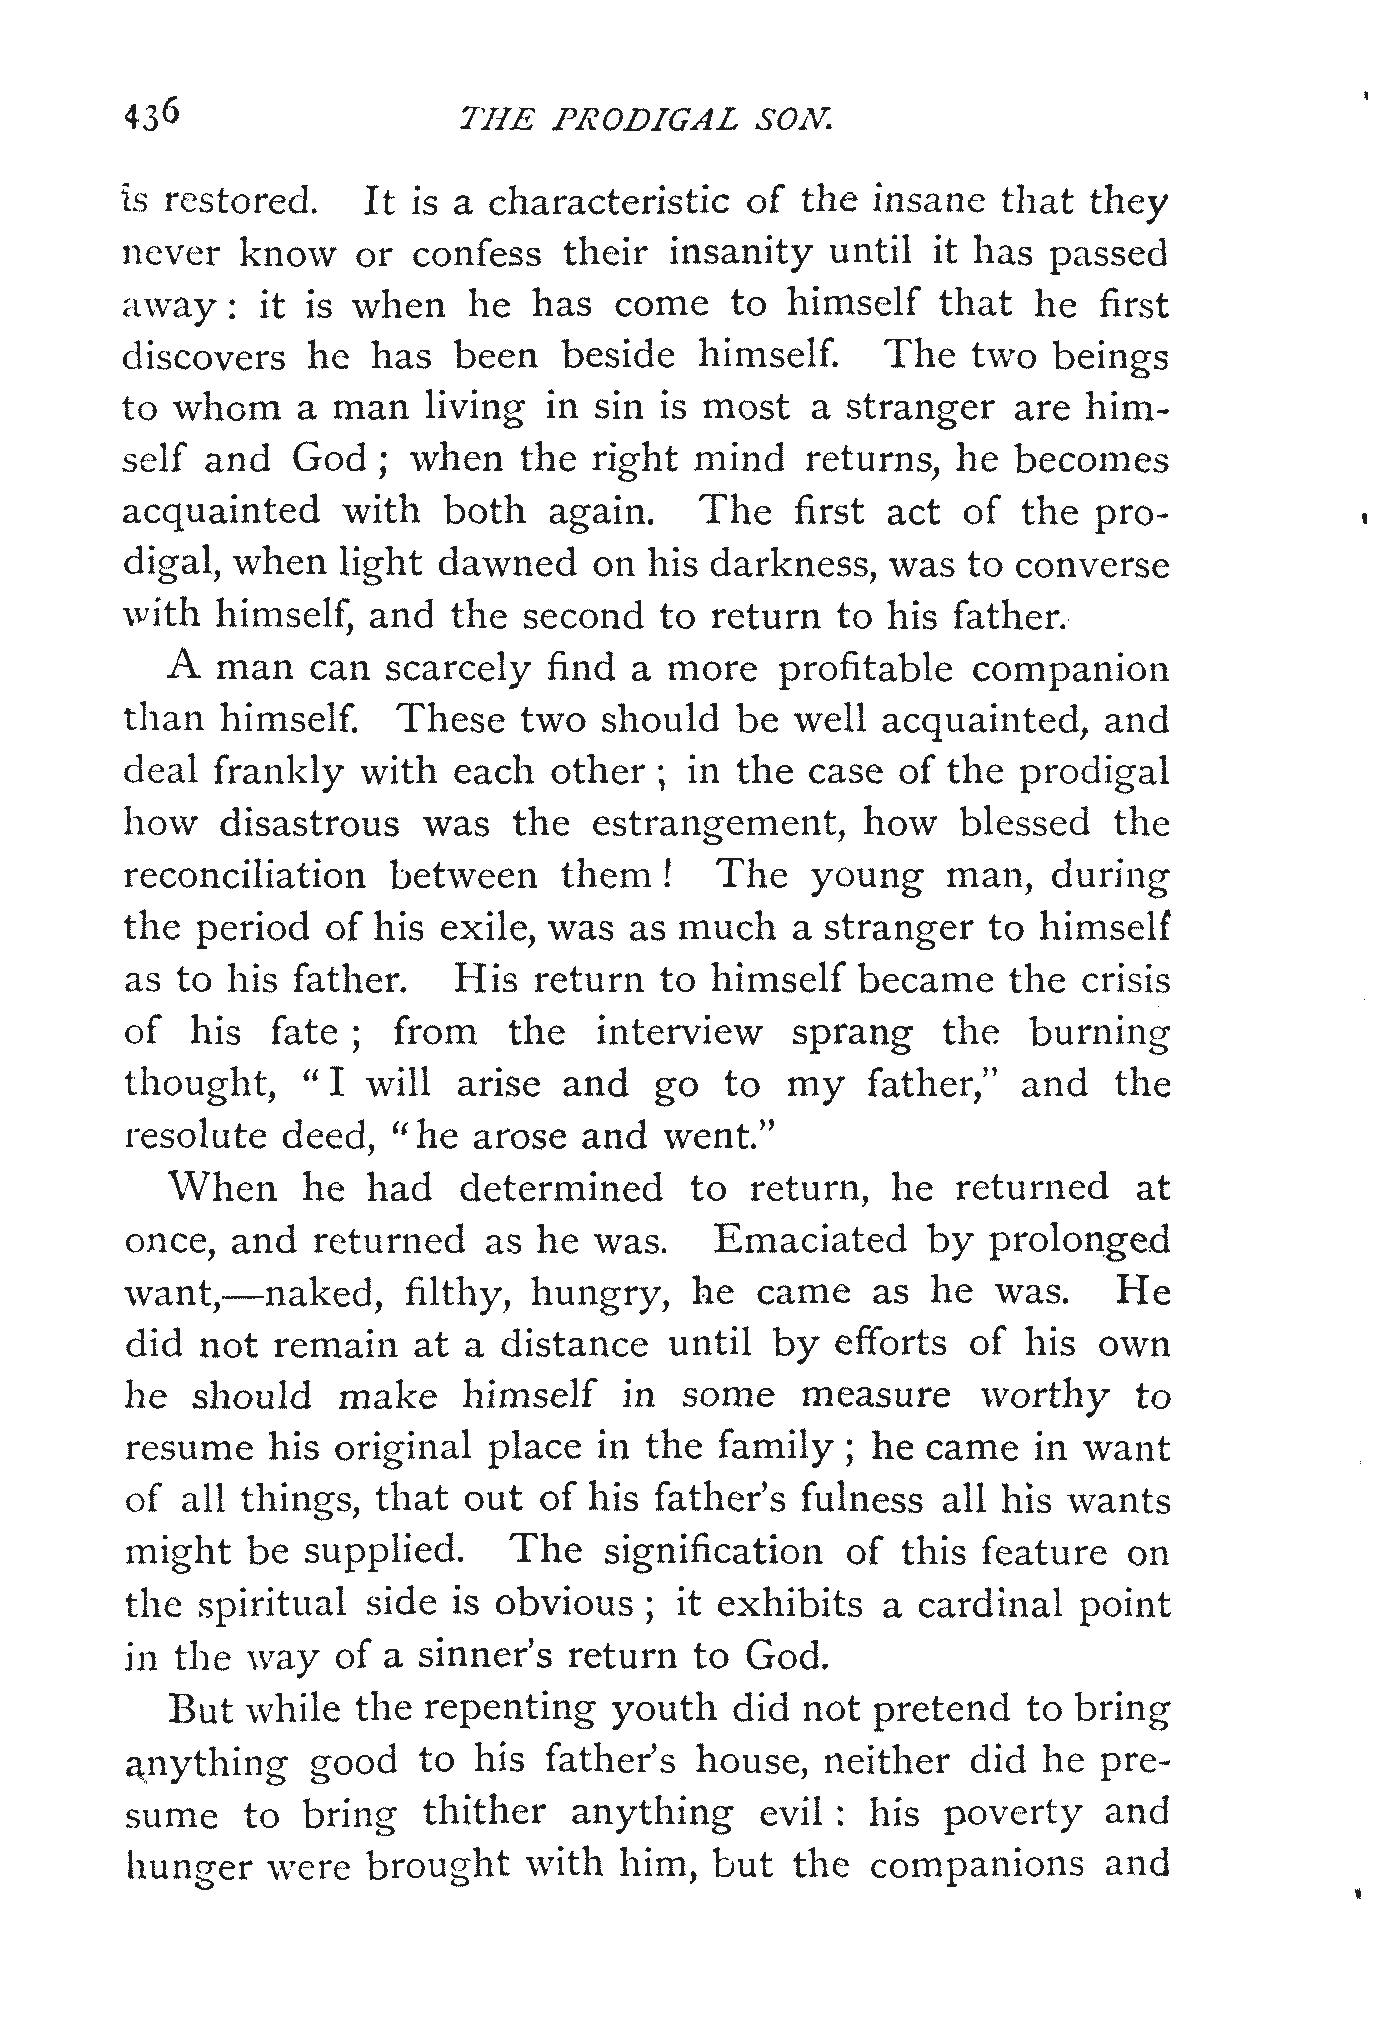 436 THE PRODIGAL SON.
is restored. It is a characteristic of the insane that they
never know or confess their insanity until it has passed
away : it is when he has come to himself that he first
discovers he has been beside himself. The two beings
to whom a man living in sin is most a stranger are him-
self and God ; when the right mind returns, he becomes
acquainted with both again. The first act of the pro-
digal, when light dawned on his darkness, was to converse
with himself, and the second to return to his father.
A man can scarcely find a more profitable companion
than himself. These two should be well acquainted, and
deal frankly with each other ; in the case of the prodigal
how disastrous was the estrangement, how blessed the
reconciliation between them ! The young man, during
the period of his exile, was as much a stranger to himself
as to his father. His return to himself became the crisis
of his fate ; from the interview sprang the burning
thought, “ I will arise and go to my father,” and the
resolute deed, “ he arose and went.”
When he had determined to return, he returned at
once, and returned as he was. Emaciated by prolonged
want,—naked, filthy, hungry, he came as he was. He
did not remain at a distance until by efforts of his own
he should make himself in some measure worthy to
resume his original place in the family ; he came in want
of all things, that out of his father’s fulness all his wants
might be supplied. The signification of this feature on
the spiritual side is obvious ; it exhibits a cardinal point
in the way of a sinner’s return to God.
But while the repenting youth did not pretend to bring
anything good to his father’s house, neither did he pre-
sume to bring thither anything evil : his poverty and
hunger were brought with him, but the companions and